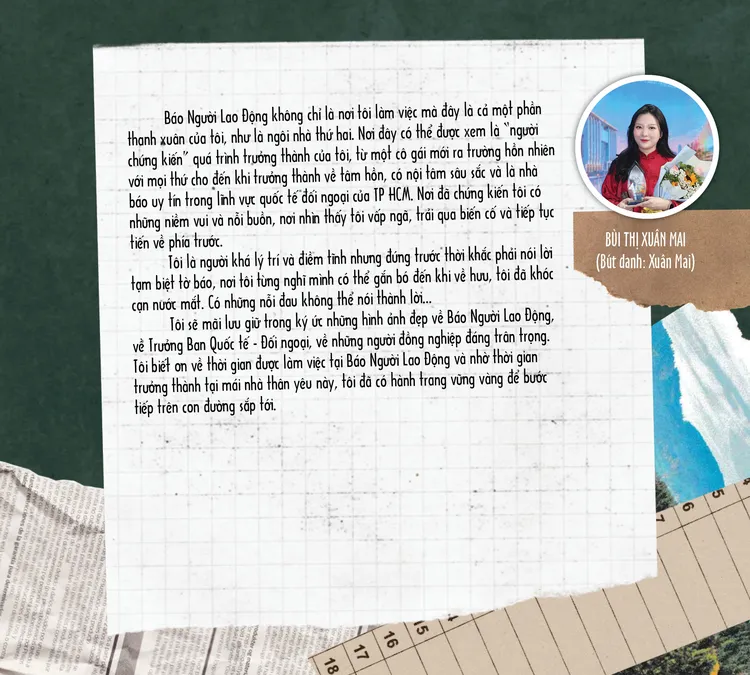 Báo Người Lao Động không chỉ là nơi tôi làm việc mà đây là cả một phần
thanh xuân của tôi, như là ngôi nhà thứ hai. Nơi đây có thể được xem là "người
chứng kiến" quá trình trưởng thành của tôi, từ một cô gái mới ra trường hồn nhiên
với mọi thứ cho đến khi trưởng thành về tâm hồn, có nội tâm sâu sắc và là nhà
báo uy tín trong lĩnh vực quốc tế đối ngoại của TP HCM. Nơi đã chứng kiến tôi có
những niềm vui và nỗi buồn, nơi nhìn thấy tôi vấp ngã, trải qua biến cố và tiếp tục
tiến về phía trước.
Tôi là người khá lý trí và điềm tĩnh nhưng đứng trước thời khắc phải nói lời
tạm biệt tờ báo, nơi tôi từng nghĩ mình có thể gắn bó đến khi về hưu, tôi đã khóc
cạn nước mắt. Có những nỗi đau không thể nói thành lời...
Tôi sẽ mãi lưu giữ trong ký ức những hình ảnh đẹp về Báo Người Lao Động,
về Trưởng Ban Quốc tế - Đối ngoại, về những người đồng nghiệp đáng trân trọng.
Tôi biết ơn về thời gian được làm việc tại Báo Người Lao Động và nhờ thời gian
trưởng thành tại mái nhà thân yêu này, tôi đã có hành trang vững vàng để bước
tiếp trên con đường sắp tới.
BÙI THỊ XUÂN MAI
(Bút danh: Xuân Mai)
18
17
16
15
7
6
5
4